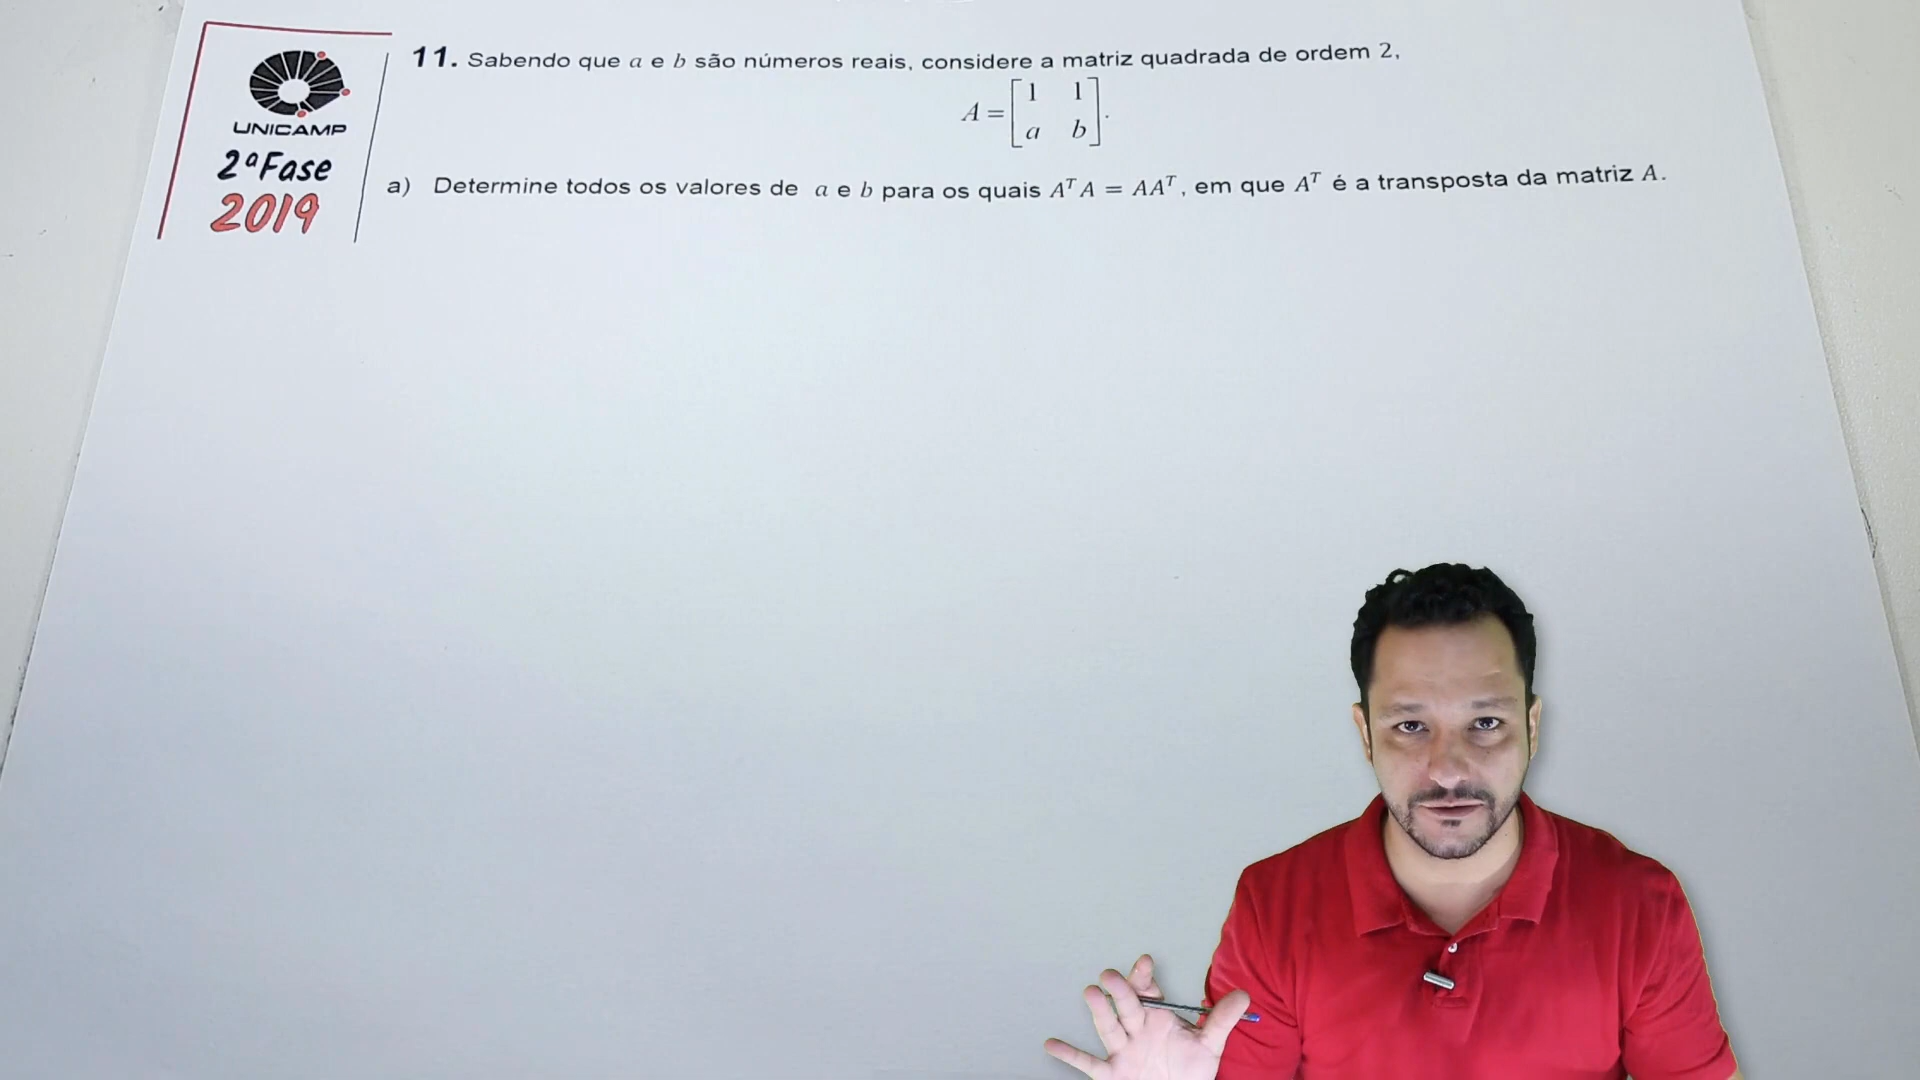 UNICAMP
2ª Fase
2019
11. Sabendo que a e b são números reais, considere a matriz quadrada de ordem 2,
A = [1 1
a b].
a) Determine todos os valores de a e b para os quais AᵀA = AAᵀ, em que Aᵀ é a transposta da matriz A.